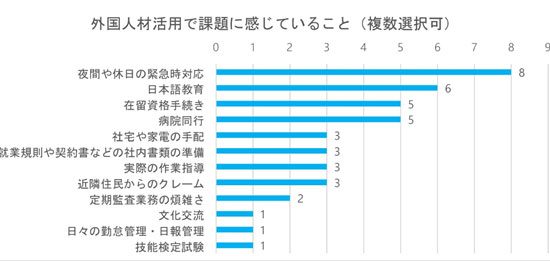 外国人材活用で課題に感じていること（複数選択可）
0 1 2 3 4 5 6 7 8 9
夜間や休日の緊急時対応 8
日本語教育 6
在留資格手続き 5
病院同行 5
社宅や家電の手配 3
就業規則や契約書などの社内書類の準備 3
実際の作業指導 3
近隣住民からのクレーム 3
定期監査業務の煩雑さ 2
文化交流 1
日々の勤怠管理・日報管理 1
技能検定試験 1